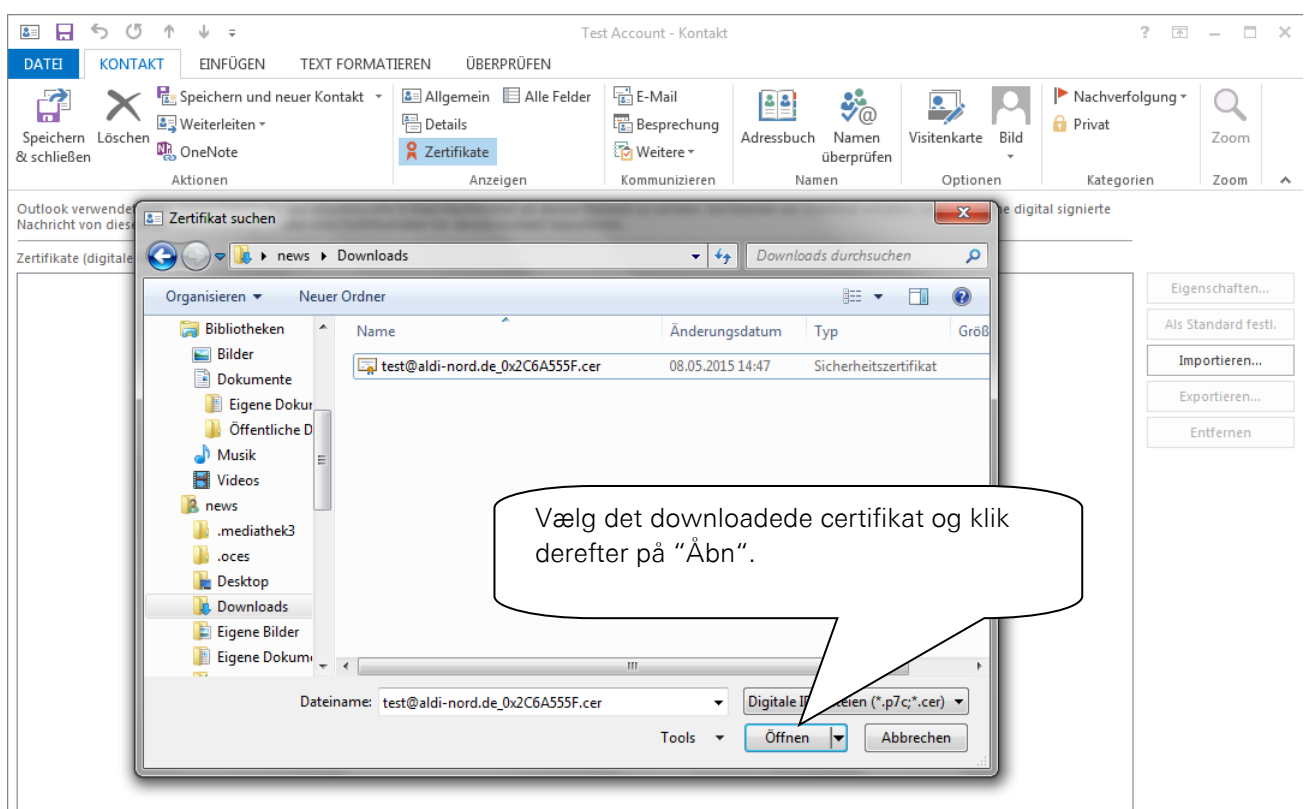 Test Account - Kontakt
DATEI KONTAKT EINFÜGEN TEXT FORMATIEREN ÜBERPRÜFEN
Speichern & schließen
Löschen
Speichern und neuer Kontakt
Weiterleiten
OneNote
Aktionen
Allgemein Alle Felder
Details
Zertifikate
Anzeigen
E-Mail
Besprechung
Weitere
Kommunizieren
Adressbuch
Namen überprüfen
Namen
Visitenkarte
Bild
Optionen
Nachverfolgung
Privat
Kategorien
Zoom
Zoom
Outlook verwendet
digital signierte
Nachricht von
Zertifikate (digitale
Eigenschaften...
Als Standard festl.
Importieren...
Exportieren...
Entfernen
Zertifikat suchen
news Downloads
Downloads durchsuchen
Organisieren Neuer Ordner
Bibliotheken
Bilder
Dokumente
Eigene Dokur
Öffentliche D
Musik
Videos
news
.mediathek3
.oces
Desktop
Downloads
Eigene Bilder
Eigene Dokum
Name Änderungsdatum Typ Größ
test@aldi-nord.de_0x2C6A555F.cer 08.05.2015 14:47 Sicherheitszertifikat
Vælg det downloadede certifikat og klik
derefter på “Åbn“.
Dateiname: test@aldi-nord.de_0x2C6A555F.cer
Digitale (*.p7c;*.cer)
Tools Öffnen Abbrechen